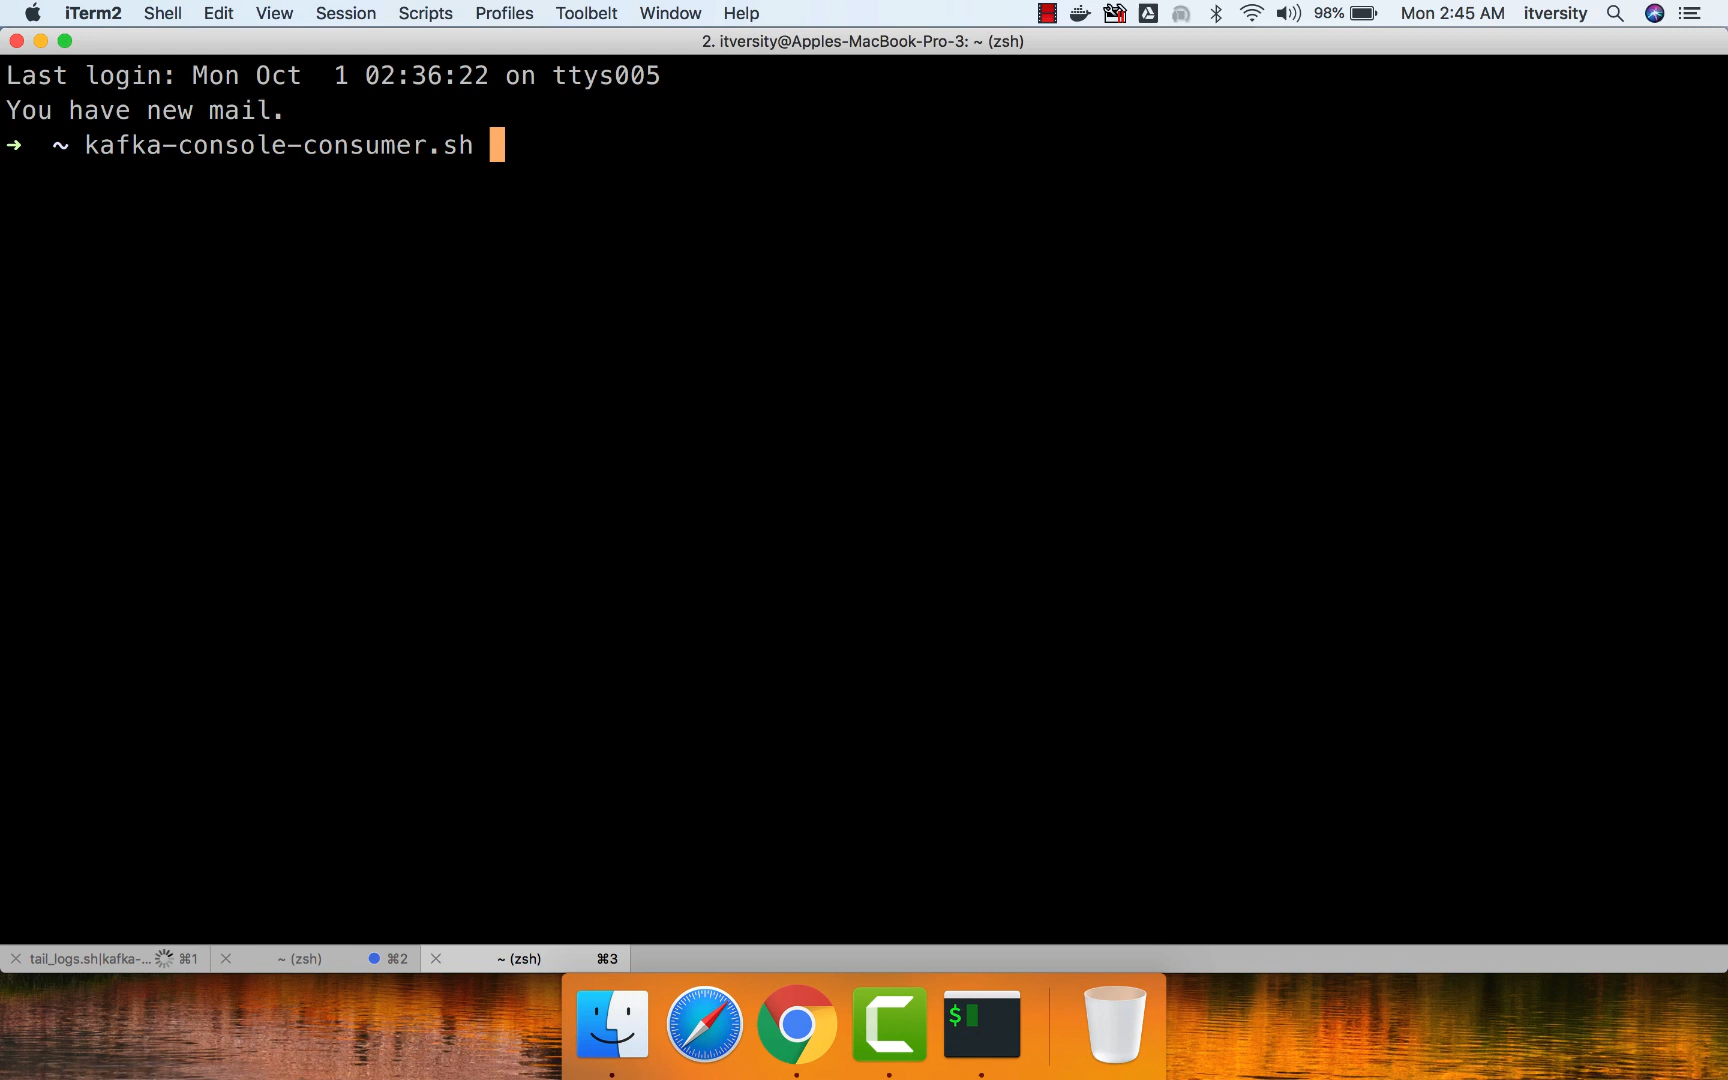 iTerm2 Shell Edit View Session Scripts Profiles Toolbelt Window Help 98% Mon 2:45 AM itversity
2. itversity@Apples-MacBook-Pro-3: ~ (zsh)
Last login: Mon Oct  1 02:36:22 on ttys005
You have new mail.
➜  ~ kafka-console-consumer.sh
tail_logs.sh|kafka-... ⌘1 ~ (zsh) ⌘2 ~ (zsh) ⌘3
$